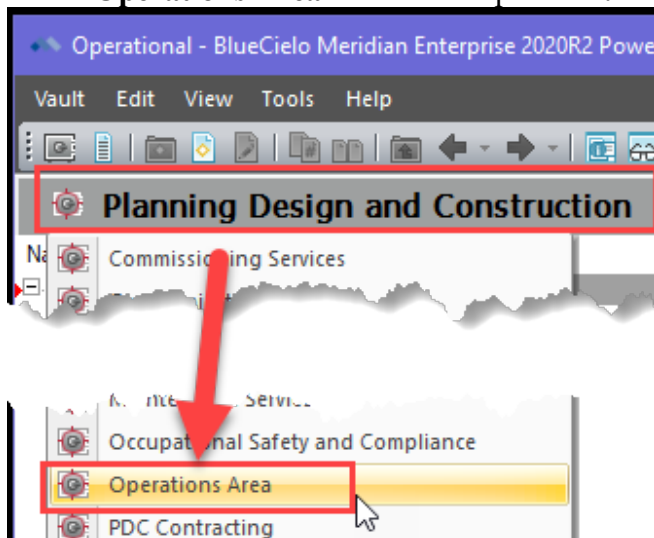 Operational - BlueCielo Meridian Enterprise 2020R2 Powe
Vault Edit View Tools Help
Planning Design and Construction
Commissioning Services
Occupational Safety and Compliance
Operations Area
PDC Contracting